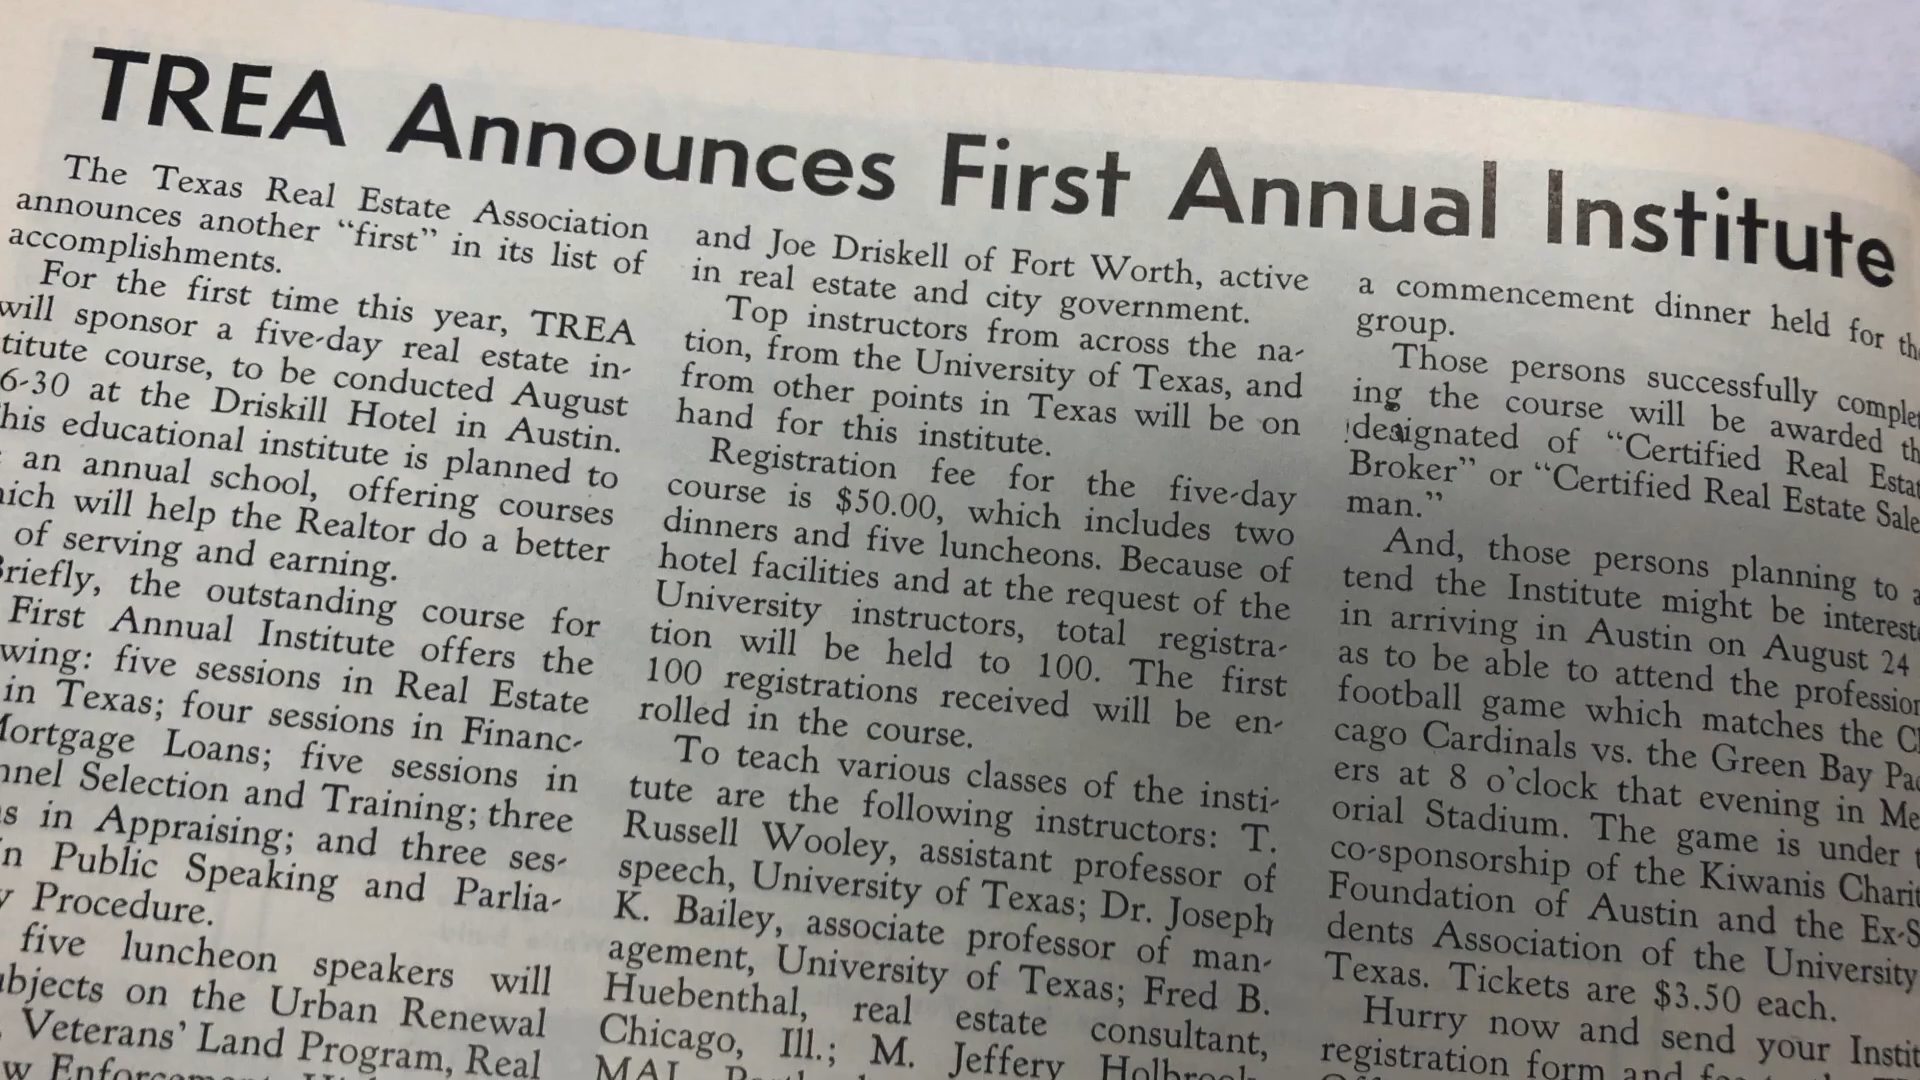 TREA Announces First Annual Institute
The Texas Real Estate Association
announces another “first” in its list of
accomplishments.
For the first time this year, TREA
will sponsor a five-day real estate in-
titute course, to be conducted August
6-30 at the Driskill Hotel in Austin.
his educational institute is planned to
an annual school, offering courses
ich will help the Realtor do a better
of serving and earning.
riefly, the outstanding course for
First Annual Institute offers the
wing: five sessions in Real Estate
in Texas; four sessions in Financ-
ortgage Loans; five sessions in
nnel Selection and Training; three
s in Appraising; and three ses-
n Public Speaking and Parlia-
y Procedure.
five luncheon speakers will
bjects on the Urban Renewal
Veterans’ Land Program, Real
w
and Joe Driskell of Fort Worth, active
in real estate and city government.
Top instructors from across the na-
tion, from the University of Texas, and
from other points in Texas will be on
hand for this institute.
Registration fee for the five-day
course is $50.00, which includes two
dinners and five luncheons. Because of
hotel facilities and at the request of the
University instructors, total registra-
tion will be held to 100. The first
100 registrations received will be en-
rolled in the course.
To teach various classes of the insti-
tute are the following instructors: T.
Russell Wooley, assistant professor of
speech, University of Texas; Dr. Joseph
K. Bailey, associate professor of man-
agement, University of Texas; Fred B.
Huebenthal, real estate consultant,
Chicago, Ill.; M. Jeffery Holbrook
MAI
a commencement dinner held for the
group.
Those persons successfully complet
ing the course will be awarded th
designated of “Certified Real Estat
Broker” or “Certified Real Estate Sale
man.”
And, those persons planning to a
tend the Institute might be intereste
in arriving in Austin on August 24
as to be able to attend the profession
football game which matches the C
cago Cardinals vs. the Green Bay Pac
ers at 8 o’clock that evening in Me
orial Stadium. The game is under t
co-sponsorship of the Kiwanis Charit
Foundation of Austin and the Ex-S
dents Association of the University
Texas. Tickets are $3.50 each.
Hurry now and send your Instit
registration form and